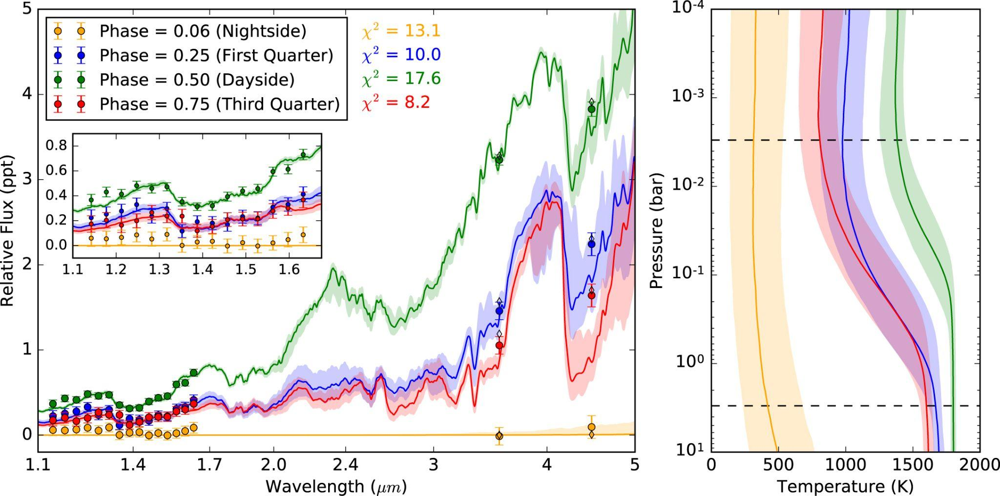 Phase = 0.06 (Nightside)
Phase = 0.25 (First Quarter)
Phase = 0.50 (Dayside)
Phase = 0.75 (Third Quarter)
χ² = 13.1
χ² = 10.0
χ² = 17.6
χ² = 8.2
5
4
3
2
1
0
Relative Flux (ppt)
0.8
0.6
0.4
0.2
0.0
1.1 1.2 1.3 1.4 1.5 1.6
1.1 1.4 1.7 2.0 2.4 3 4 5
Wavelength (μm)
10⁻⁴
10⁻³
10⁻²
10⁻¹
10⁰
10¹
Pressure (bar)
0 500 1000 1500 2000
Temperature (K)